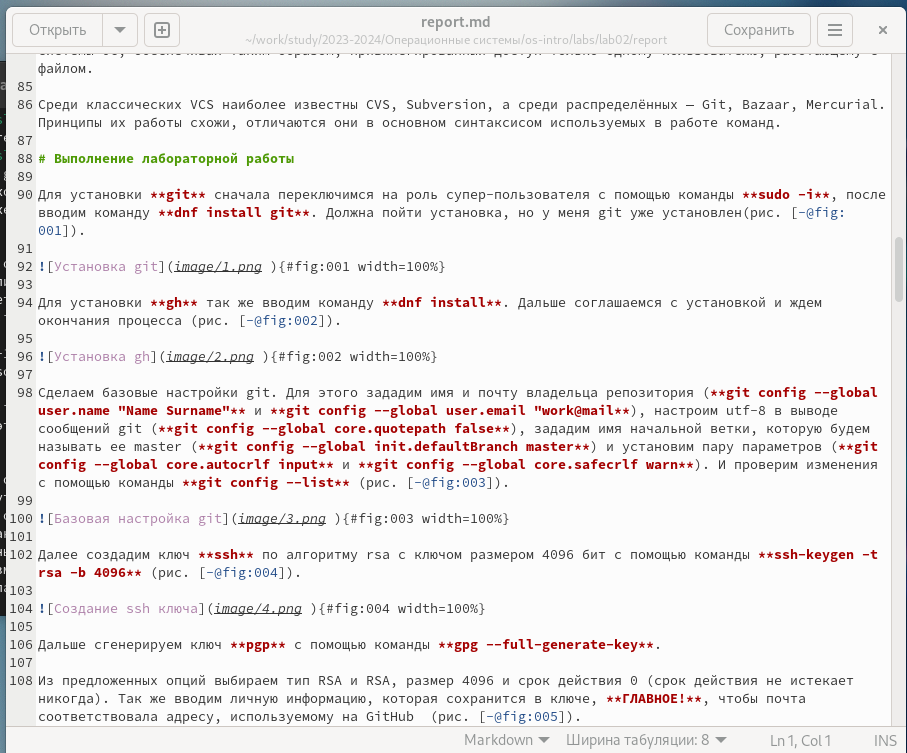 Открыть
report.md
~/work/study/2023-2024/Операционные системы/os-intro/labs/lab02/report
Сохранить
файлом.
85
86 Среди классических VCS наиболее известны CVS, Subversion, а среди распределённых — Git, Bazaar, Mercurial.
Принципы их работы схожи, отличаются они в основном синтаксисом используемых в работе команд.
87
88 # Выполнение лабораторной работы
89
90 Для установки **git** сначала переключимся на роль супер-пользователя с помощью команды **sudo -i**, после
вводим команду **dnf install git**. Должна пойти установка, но у меня git уже установлен(рис. [-@fig:
001]).
91
92 ![Установка git](image/1.png ){#fig:001 width=100%}
93
94 Для установки **gh** так же вводим команду **dnf install**. Дальше соглашаемся с установкой и ждем
окончания процесса (рис. [-@fig:002]).
95
96 ![Установка gh](image/2.png ){#fig:002 width=100%}
97
98 Сделаем базовые настройки git. Для этого зададим имя и почту владельца репозитория (**git config --global
user.name "Name Surname"** и **git config --global user.email "work@mail**), настроим utf-8 в выводе
сообщений git (**git config --global core.quotepath false**), зададим имя начальной ветки, которую будем
называть ее master (**git config --global init.defaultBranch master**) и установим пару параметров (**git
config --global core.autocrlf input** и **git config --global core.safecrlf warn**). И проверим изменения
с помощью команды **git config --list** (рис. [-@fig:003]).
99
100 ![Базовая настройка git](image/3.png ){#fig:003 width=100%}
101
102 Далее создадим ключ **ssh** по алгоритму rsa с ключом размером 4096 бит с помощью команды **ssh-keygen -t
rsa -b 4096** (рис. [-@fig:004]).
103
104 ![Создание ssh ключа](image/4.png ){#fig:004 width=100%}
105
106 Дальше сгенерируем ключ **pgp** с помощью команды **gpg --full-generate-key**.
107
108 Из предложенных опций выбираем тип RSA и RSA, размер 4096 и срок действия 0 (срок действия не истекает
никогда). Так же вводим личную информацию, которая сохранится в ключе, **ГЛАВНОЕ!**, чтобы почта
соответствовала адресу, используемому на GitHub  (рис. [-@fig:005]).
Markdown
Ширина табуляции: 8
Ln 1, Col 1
INS